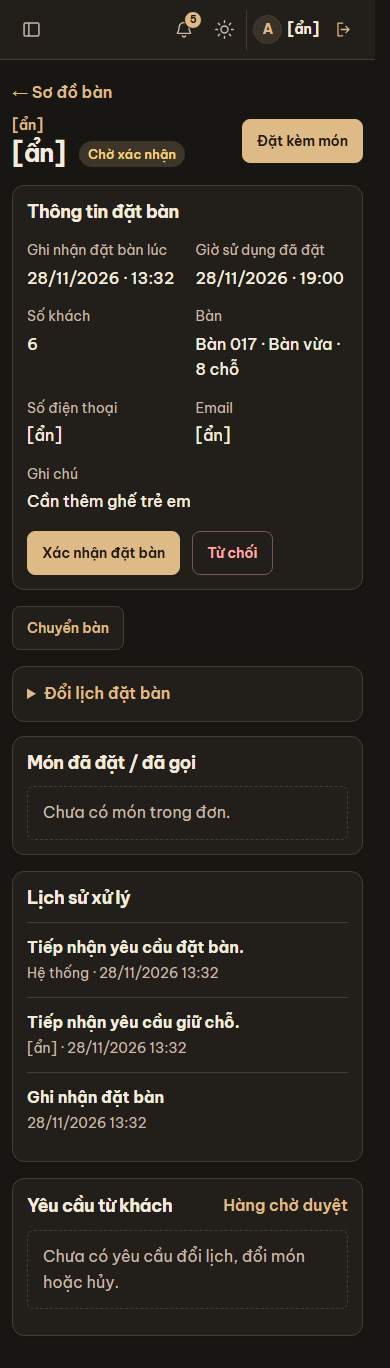 5
A [ẩn]
← Sơ đồ bàn
[ẩn]
[ẩn] Chờ xác nhận
Đặt kèm món
Thông tin đặt bàn
Ghi nhận đặt bàn lúc
28/11/2026 · 13:32
Giờ sử dụng đã đặt
28/11/2026 · 19:00
Số khách
6
Bàn
Bàn 017 · Bàn vừa ·
8 chỗ
Số điện thoại
[ẩn]
Email
[ẩn]
Ghi chú
Cần thêm ghế trẻ em
Xác nhận đặt bàn
Từ chối
Chuyển bàn
▶ Đổi lịch đặt bàn
Món đã đặt / đã gọi
Chưa có món trong đơn.
Lịch sử xử lý
Tiếp nhận yêu cầu đặt bàn.
Hệ thống · 28/11/2026 13:32
Tiếp nhận yêu cầu giữ chỗ.
[ẩn] · 28/11/2026 13:32
Ghi nhận đặt bàn
28/11/2026 13:32
Yêu cầu từ khách
Hàng chờ duyệt
Chưa có yêu cầu đổi lịch, đổi món
hoặc hủy.